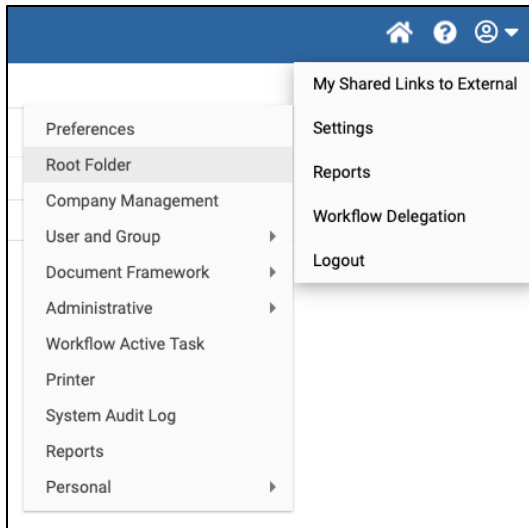 My Shared Links to External
Settings
Reports
Workflow Delegation
Logout
Preferences
Root Folder
Company Management
User and Group
Document Framework
Administrative
Workflow Active Task
Printer
System Audit Log
Reports
Personal